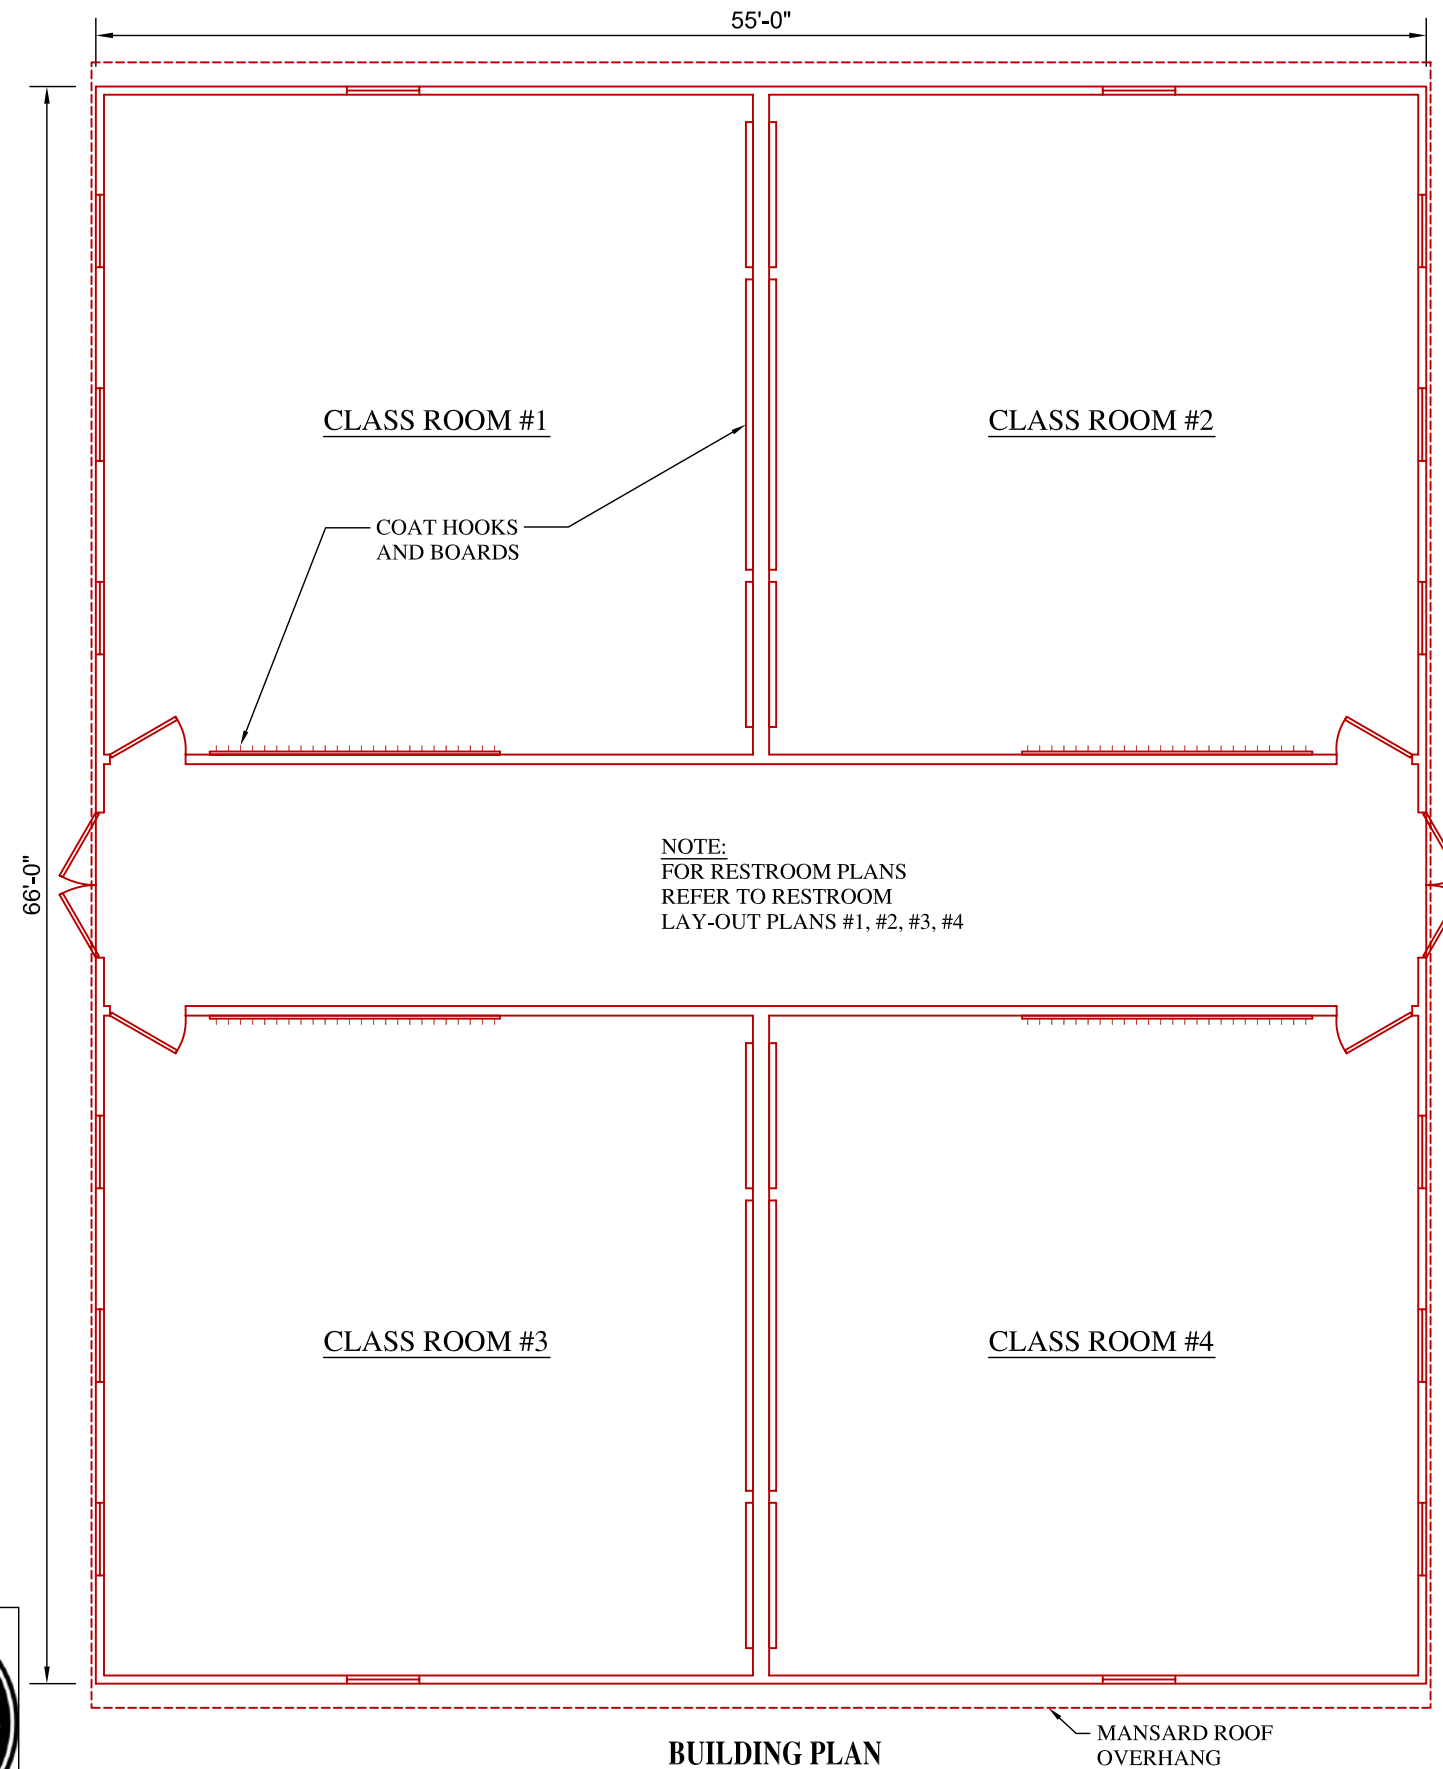 55'-0"
CLASS ROOM #1
CLASS ROOM #2
COAT HOOKS
AND BOARDS
66'-0"
NOTE:
FOR RESTROOM PLANS
REFER TO RESTROOM
LAY-OUT PLANS #1, #2, #3, #4
CLASS ROOM #3
CLASS ROOM #4
MANSARD ROOF
OVERHANG
BUILDING PLAN